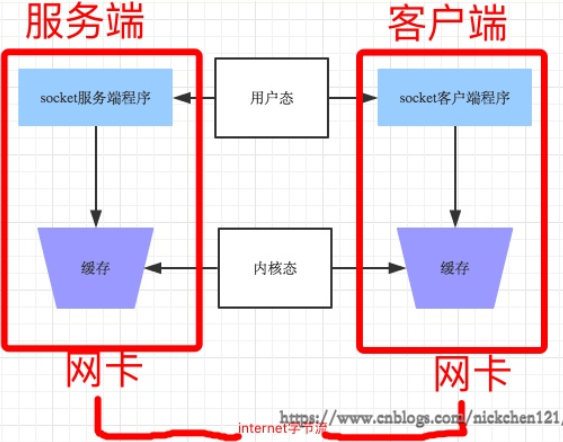 服务端
客户端
socket服务端程序
用户态
socket客户端程序
缓存
内核态
缓存
网卡
网卡
https://www.cnblogs.com/nickchen121/
internet字节流